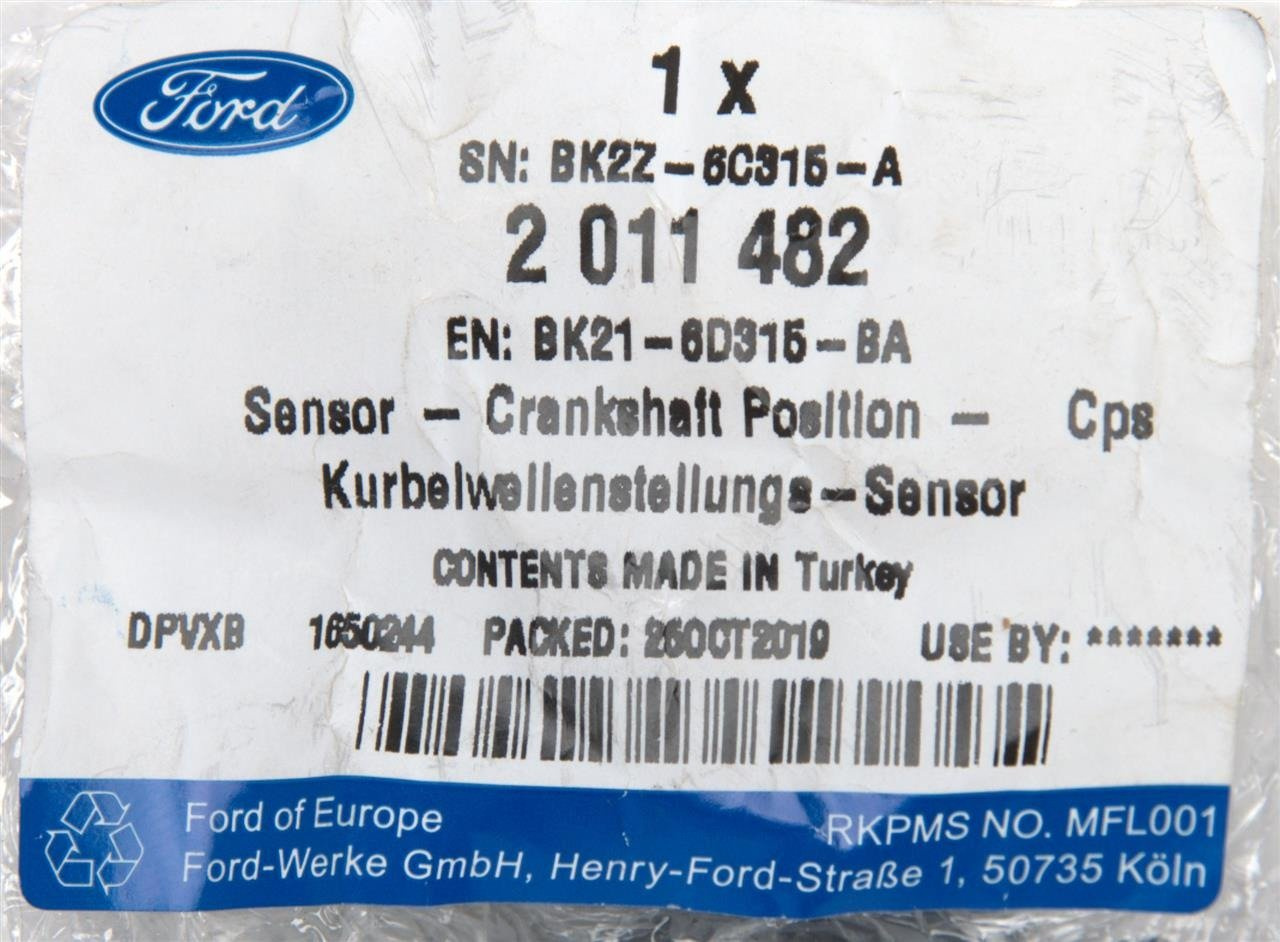 Ford
1 x
SN: BK2Z-6C315-A
2 011 482
EN: BK21-6D315-BA
Sensor - Crankshaft Position - Cps
Kurbelwellenstellungs-Sensor
CONTENTS MADE IN Turkey
DPVXB 1650244 PACKED: 26OCT2019 USE BY: *******
Ford of Europe
RKPMS NO. MFL001
Ford-Werke GmbH, Henry-Ford-Straße 1, 50735 Köln